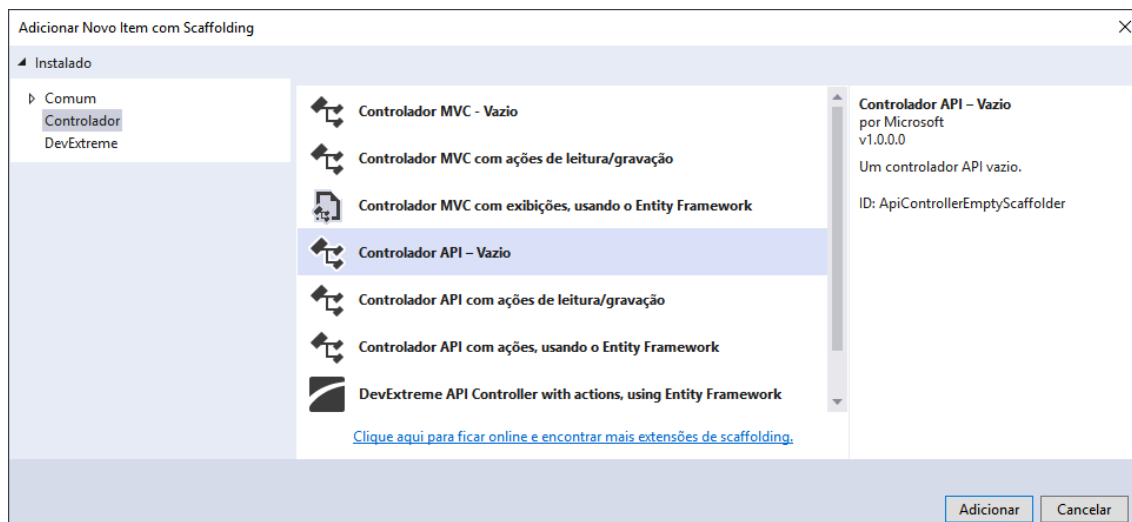 Adicionar Novo Item com Scaffolding
Instalado
Comum
Controlador
DevExtreme
Controlador MVC - Vazio
Controlador MVC com ações de leitura/gravação
Controlador MVC com exibições, usando o Entity Framework
Controlador API – Vazio
Controlador API com ações de leitura/gravação
Controlador API com ações, usando o Entity Framework
DevExtreme API Controller with actions, using Entity Framework
Clique aqui para ficar online e encontrar mais extensões de scaffolding.
Controlador API – Vazio
por Microsoft
v1.0.0.0
Um controlador API vazio.
ID: ApiControllerEmptyScaffolder
Adicionar
Cancelar